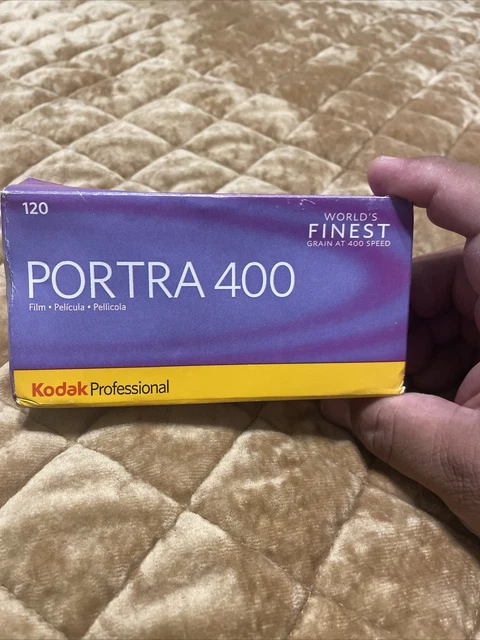 120
WORLD'S
FINEST
GRAIN AT 400 SPEED
PORTRA 400
Film • Película • Pellicola
Kodak Professional